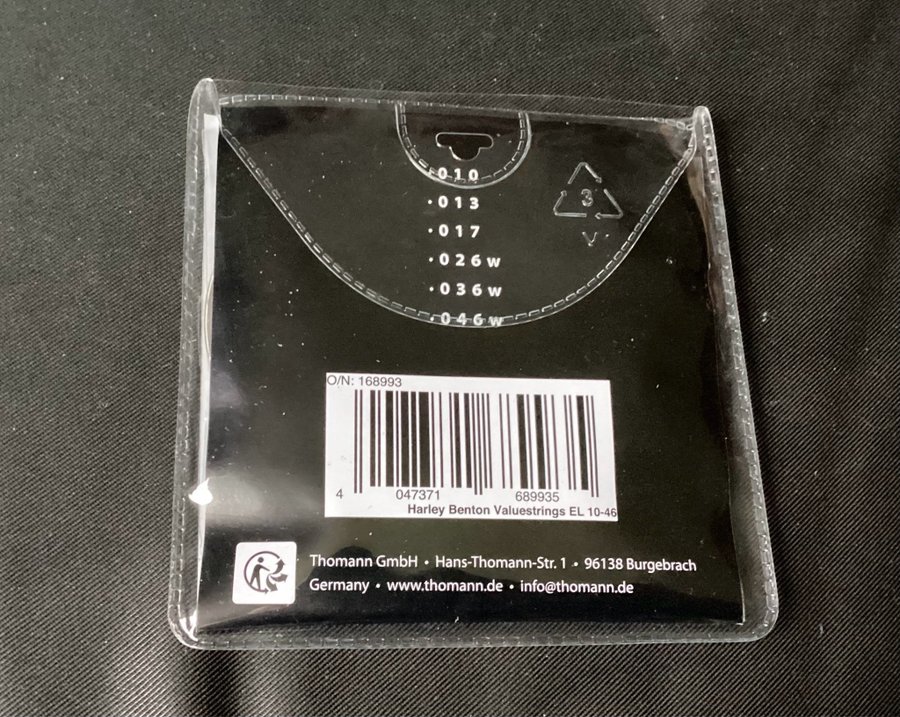 .010
.013
.017
.026w
.036w
.046w
3
V
O/N: 168993
4 047371 689935
Harley Benton Valuestrings EL 10-46
Thomann GmbH • Hans-Thomann-Str. 1 • 96138 Burgebrach
Germany • www.thomann.de • info@thomann.de